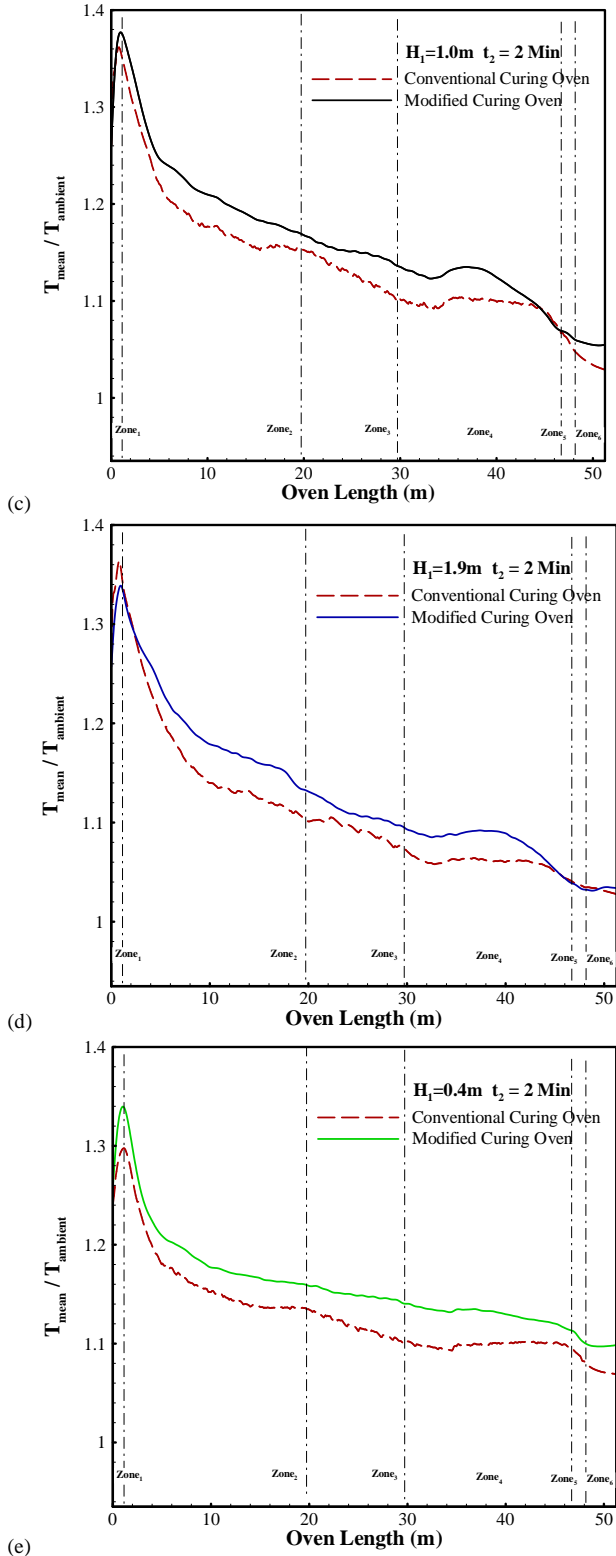 1.4
H₁=1.0m t₂ = 2 Min
Conventional Curing Oven
Modified Curing Oven
1.3
1.2
1.1
1
T_mean / T_ambient
Zone₁ Zone₂ Zone₃ Zone₄ Zone₅ Zone₆
0 10 20 30 40 50
Oven Length (m)
(c)
1.4
H₁=1.9m t₂ = 2 Min
Conventional Curing Oven
Modified Curing Oven
1.3
1.2
1.1
1
T_mean / T_ambient
Zone₁ Zone₂ Zone₃ Zone₄ Zone₅ Zone₆
0 10 20 30 40 50
Oven Length (m)
(d)
1.4
H₁=0.4m t₂ = 2 Min
Conventional Curing Oven
Modified Curing Oven
1.3
1.2
1.1
1
T_mean / T_ambient
Zone₁ Zone₂ Zone₃ Zone₄ Zone₅ Zone₆
0 10 20 30 40 50
Oven Length (m)
(e)